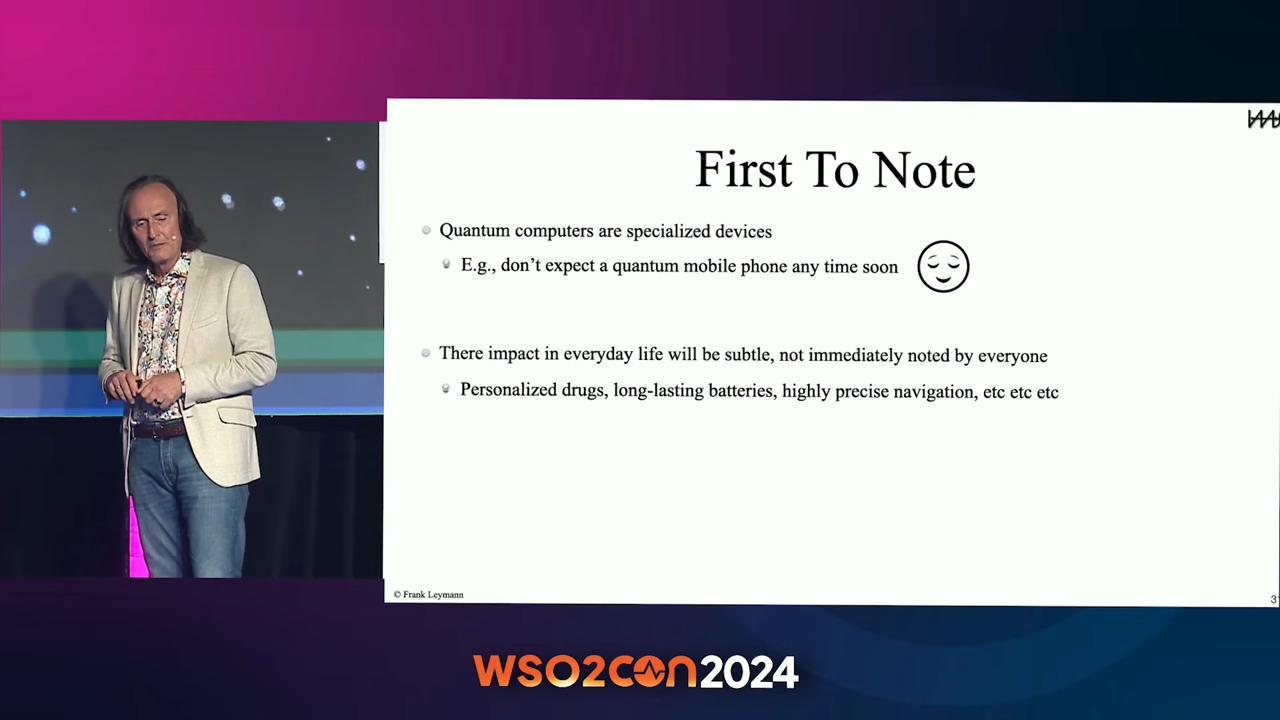 First To Note
Quantum computers are specialized devices
E.g., don't expect a quantum mobile phone any time soon
There impact in everyday life will be subtle, not immediately noted by everyone
Personalized drugs, long-lasting batteries, highly precise navigation, etc etc etc
© Frank Leymann
WSO2CON2024